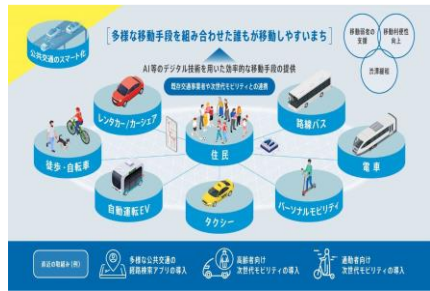 公共交通のスマート化
[多様な移動手段を組み合わせた誰もが移動しやすいまち]
AI等のデジタル技術を用いた効率的な移動手段の提供
既存交通事業者や次世代モビリティとの連携
移動弱者の
支援
移動利便性
向上
渋滞緩和
レンタカー/カーシェア
路線バス
住民
徒歩・自転車
電車
自動運転EV
タクシー
パーソナルモビリティ
直近の取組み(例)
多様な公共交通の
経路検索アプリの導入
高齢者向け
次世代モビリティの導入
通勤者向け
次世代モビリティの導入